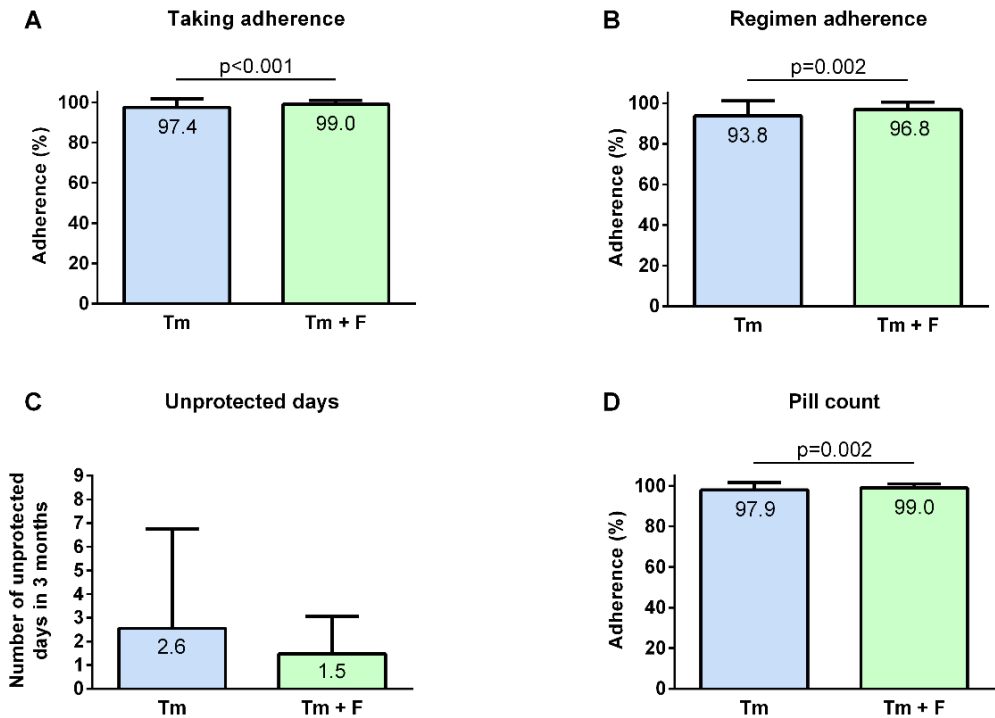 A
Taking adherence
p<0.001
Adherence (%)
100
80
60
40
20
0
97.4
99.0
Tm
Tm + F
B
Regimen adherence
p=0.002
Adherence (%)
100
80
60
40
20
0
93.8
96.8
Tm
Tm + F
C
Unprotected days
Number of unprotected
days in 3 months
9
8
7
6
5
4
3
2
1
0
2.6
1.5
Tm
Tm + F
D
Pill count
p=0.002
Adherence (%)
100
80
60
40
20
0
97.9
99.0
Tm
Tm + F